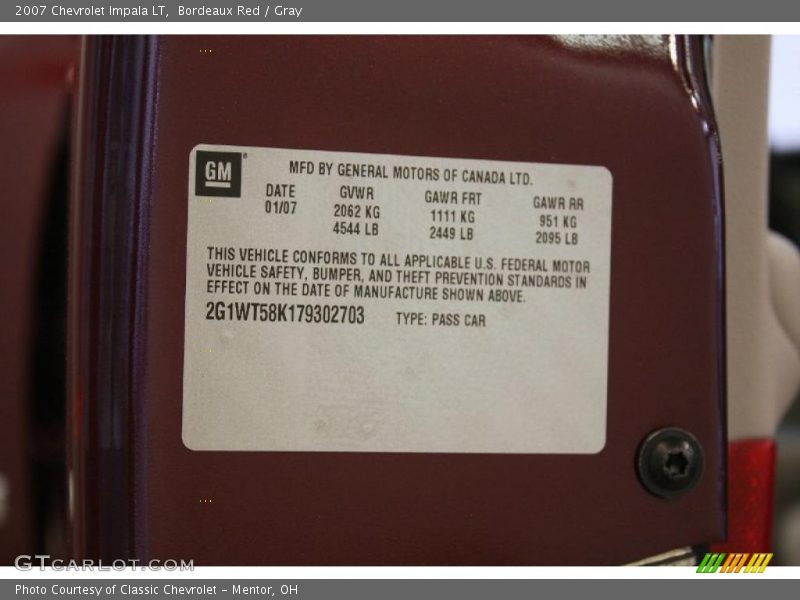 2007 Chevrolet Impala LT, Bordeaux Red / Gray
GM
MFD BY GENERAL MOTORS OF CANADA LTD.
DATE GVWR GAWR FRT GAWR RR
01/07 2062 KG 1111 KG 951 KG
4544 LB 2449 LB 2095 LB
THIS VEHICLE CONFORMS TO ALL APPLICABLE U.S. FEDERAL MOTOR
VEHICLE SAFETY, BUMPER, AND THEFT PREVENTION STANDARDS IN
EFFECT ON THE DATE OF MANUFACTURE SHOWN ABOVE.
2G1WT58K179302703 TYPE: PASS CAR
GTCARLOT.COM
Photo Courtesy of Classic Chevrolet - Mentor, OH